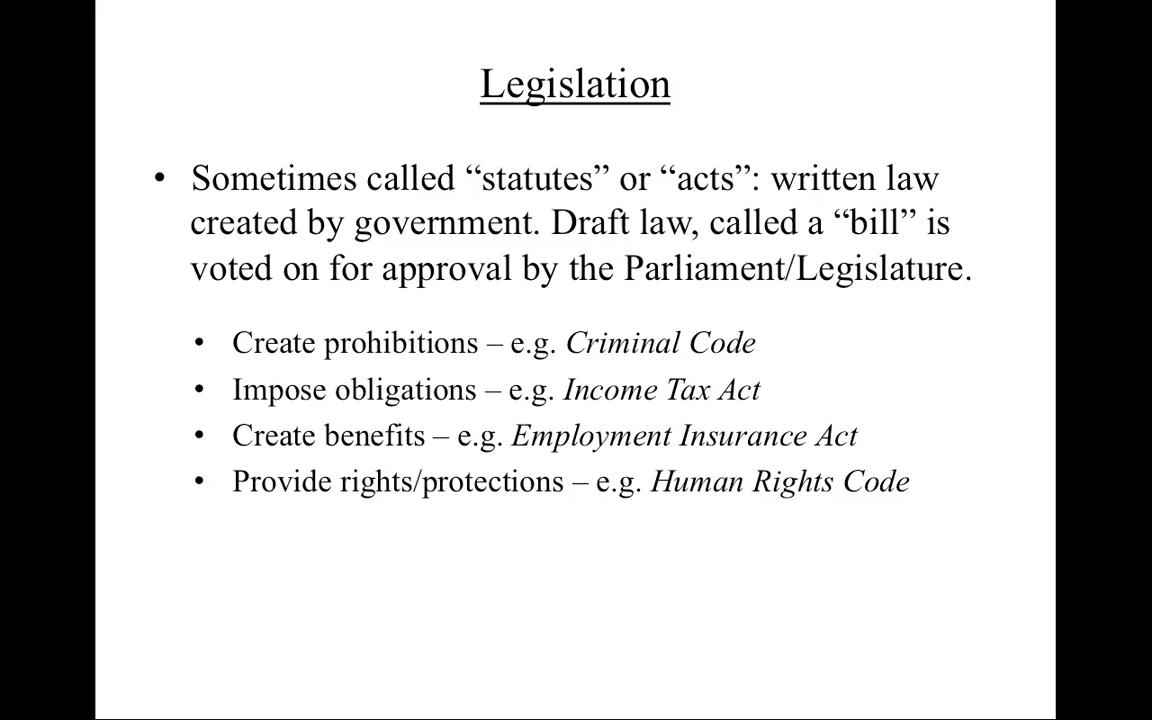 Legislation
• Sometimes called “statutes” or “acts”: written law
created by government. Draft law, called a “bill” is
voted on for approval by the Parliament/Legislature.
• Create prohibitions – e.g. Criminal Code
• Impose obligations – e.g. Income Tax Act
• Create benefits – e.g. Employment Insurance Act
• Provide rights/protections – e.g. Human Rights Code